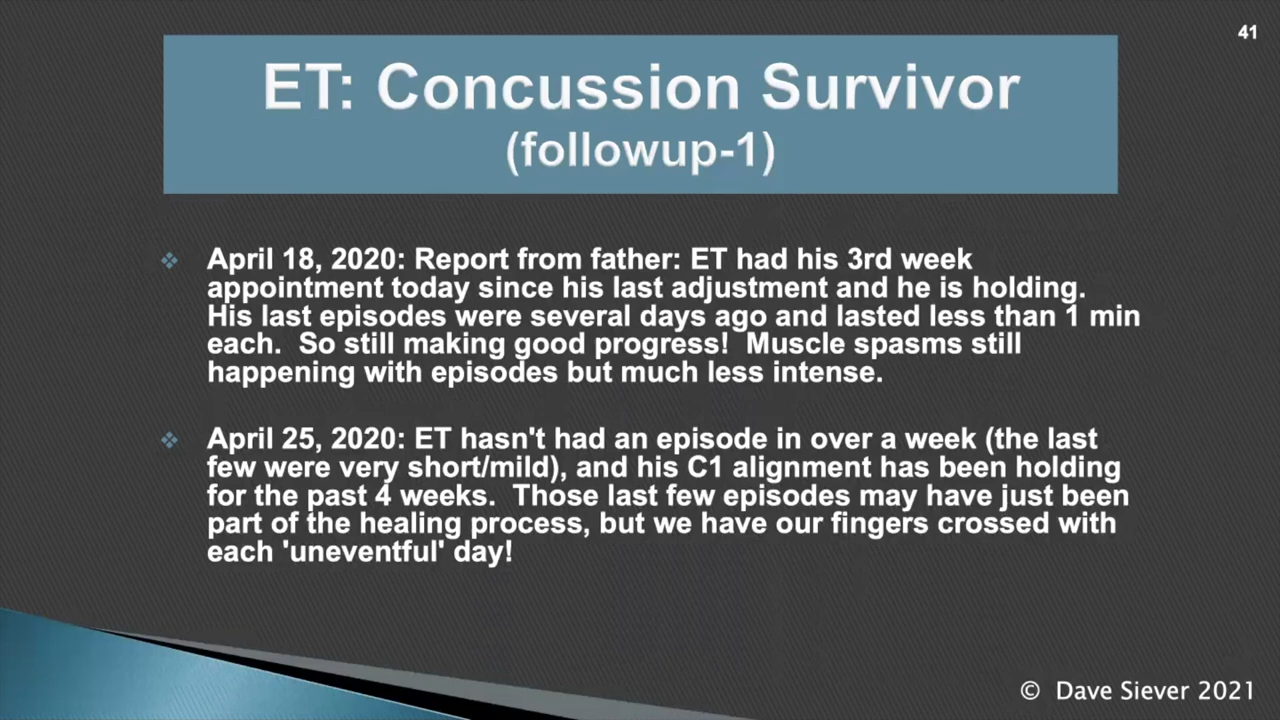 41
ET: Concussion Survivor
(followup-1)
April 18, 2020: Report from father: ET had his 3rd week
appointment today since his last adjustment and he is holding.
His last episodes were several days ago and lasted less than 1 min
each.  So still making good progress!  Muscle spasms still
happening with episodes but much less intense.
April 25, 2020: ET hasn't had an episode in over a week (the last
few were very short/mild), and his C1 alignment has been holding
for the past 4 weeks.  Those last few episodes may have just been
part of the healing process, but we have our fingers crossed with
each 'uneventful' day!
©  Dave Siever 2021